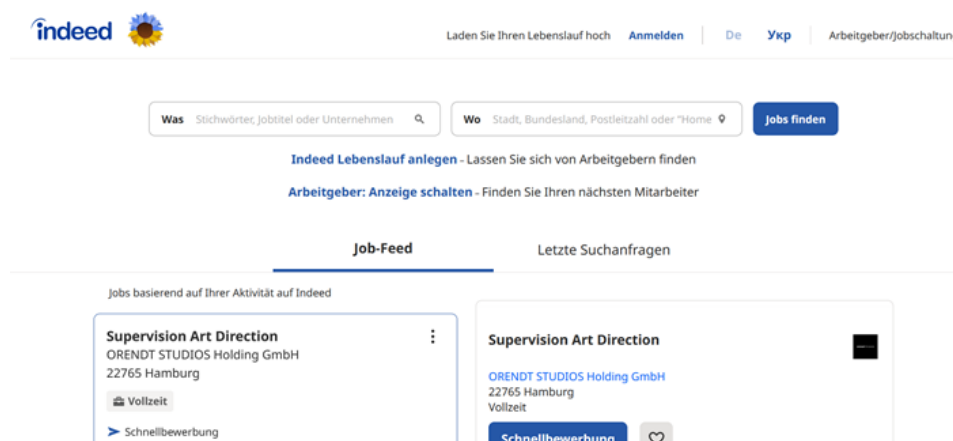 indeed
Laden Sie Ihren Lebenslauf hoch Anmelden De Укр Arbeitgeber/Jobschaltun
Was Stichwörter, Jobtitel oder Unternehmen Wo Stadt, Bundesland, Postleitzahl oder "Home Jobs finden
Indeed Lebenslauf anlegen - Lassen Sie sich von Arbeitgebern finden
Arbeitgeber: Anzeige schalten - Finden Sie Ihren nächsten Mitarbeiter
Job-Feed Letzte Suchanfragen
Jobs basierend auf Ihrer Aktivität auf Indeed
Supervision Art Direction
ORENDT STUDIOS Holding GmbH
22765 Hamburg
Vollzeit
Schnellbewerbung
Supervision Art Direction
ORENDT STUDIOS Holding GmbH
22765 Hamburg
Vollzeit
Schnellbewerbung